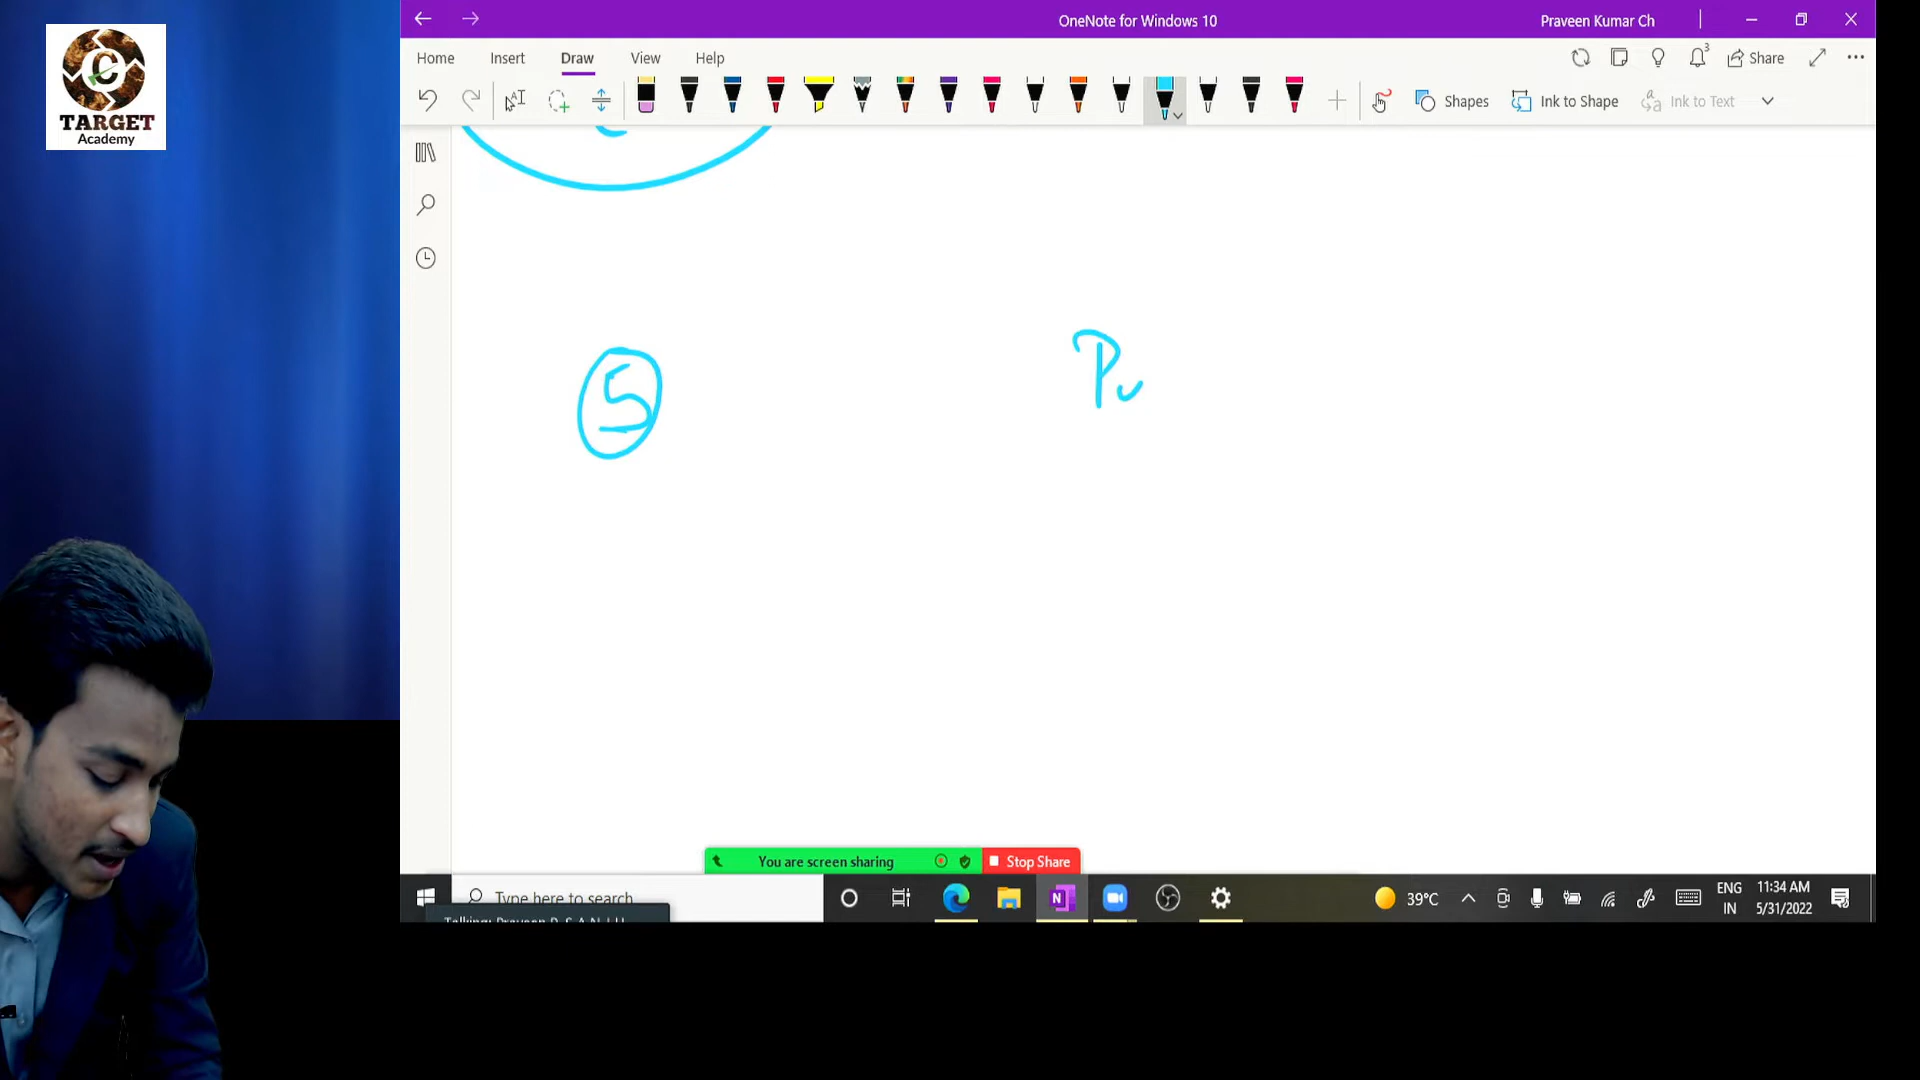 TARGET
Academy
OneNote for Windows 10
Praveen Kumar Ch
Home Insert Draw View Help
3
Share
Shapes
Ink to Shape
Ink to Text
5
Pu
You are screen sharing
Stop Share
Type here to search
39°C
ENG
IN
11:34 AM
5/31/2022